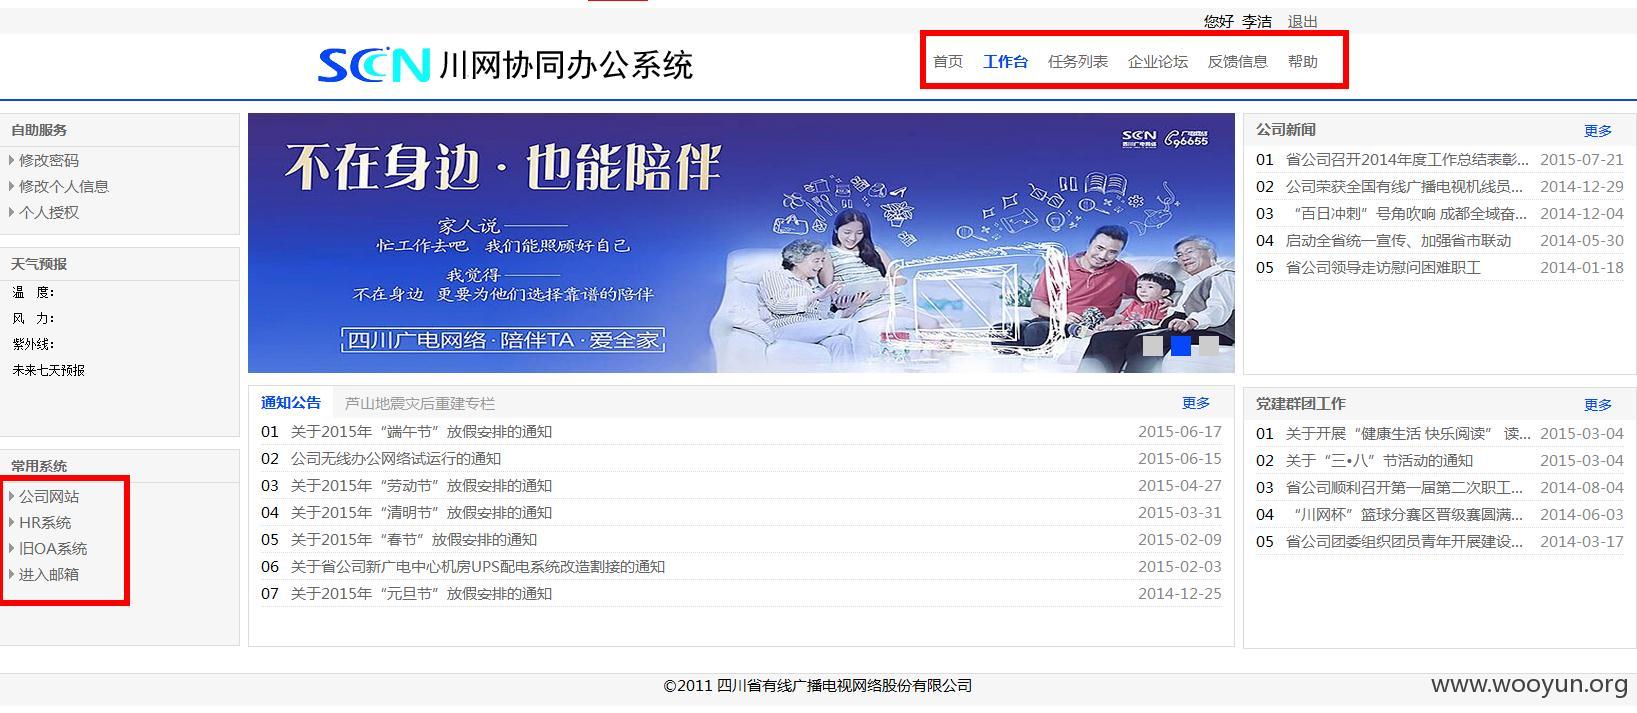 您好 李洁 退出
SCN 川网协同办公系统
首页 工作台 任务列表 企业论坛 反馈信息 帮助
自助服务
修改密码
修改个人信息
个人授权
天气预报
温 度：
风 力：
紫外线：
未来七天预报
常用系统
公司网站
HR系统
旧OA系统
进入邮箱
不在身边·也能陪伴
家人说——
忙工作去吧 我们能照顾好自己
我觉得——
不在身边 更要为他们选择靠谱的陪伴
四川广电网络·陪伴TA·爱全家
SCN
四川广电网络
广电网络
96655
通知公告 芦山地震灾后重建专栏 更多
01 关于2015年“端午节”放假安排的通知 2015-06-17
02 公司无线办公网络试运行的通知 2015-06-15
03 关于2015年“劳动节”放假安排的通知 2015-04-27
04 关于2015年“清明节”放假安排的通知 2015-03-31
05 关于2015年“春节”放假安排的通知 2015-02-09
06 关于省公司新广电中心机房UPS配电系统改造割接的通知 2015-02-03
07 关于2015年“元旦节”放假安排的通知 2014-12-25
公司新闻 更多
01 省公司召开2014年度工作总结表彰... 2015-07-21
02 公司荣获全国有线广播电视机线员... 2014-12-29
03 “百日冲刺”号角吹响 成都全域奋... 2014-12-04
04 启动全省统一宣传、加强省市联动 2014-05-30
05 省公司领导走访慰问困难职工 2014-01-18
党建群团工作 更多
01 关于开展“健康生活 快乐阅读” 读... 2015-03-04
02 关于“三•八”节活动的通知 2015-03-04
03 省公司顺利召开第一届第二次职工... 2014-08-04
04 “川网杯”篮球分赛区晋级赛圆满... 2014-06-03
05 省公司团委组织团员青年开展建设... 2014-03-17
©2011 四川省有线广播电视网络股份有限公司
www.wooyun.org